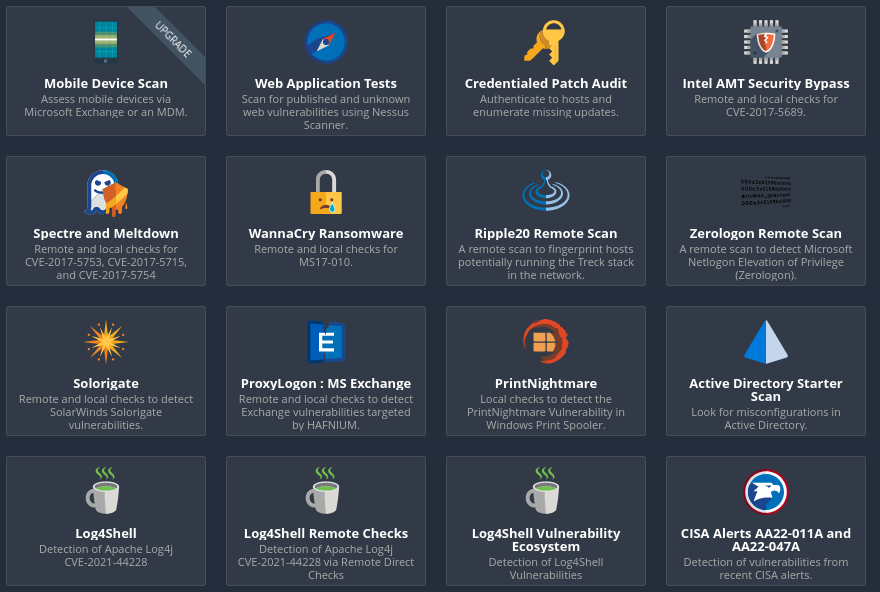 UPGRADE
Mobile Device Scan
Assess mobile devices via
Microsoft Exchange or an MDM.
Web Application Tests
Scan for published and unknown
web vulnerabilities using Nessus
Scanner.
Credentialed Patch Audit
Authenticate to hosts and
enumerate missing updates.
Intel AMT Security Bypass
Remote and local checks for
CVE-2017-5689.
Spectre and Meltdown
Remote and local checks for
CVE-2017-5753, CVE-2017-5715,
and CVE-2017-5754
WannaCry Ransomware
Remote and local checks for
MS17-010.
Ripple20 Remote Scan
A remote scan to fingerprint hosts
potentially running the Treck stack
in the network.
Zerologon Remote Scan
A remote scan to detect Microsoft
Netlogon Elevation of Privilege
(Zerologon).
Solorigate
Remote and local checks to detect
SolarWinds Solorigate
vulnerabilities.
E
ProxyLogon : MS Exchange
Remote and local checks to detect
Exchange vulnerabilities targeted
by HAFNIUM.
PrintNightmare
Local checks to detect the
PrintNightmare Vulnerability in
Windows Print Spooler.
Active Directory Starter
Scan
Look for misconfigurations in
Active Directory.
Log4Shell
Detection of Apache Log4j
CVE-2021-44228
Log4Shell Remote Checks
Detection of Apache Log4j
CVE-2021-44228 via Remote Direct
Checks
Log4Shell Vulnerability
Ecosystem
Detection of Log4Shell
Vulnerabilities
CISA Alerts AA22-011A and
AA22-047A
Detection of vulnerabilities from
recent CISA alerts.